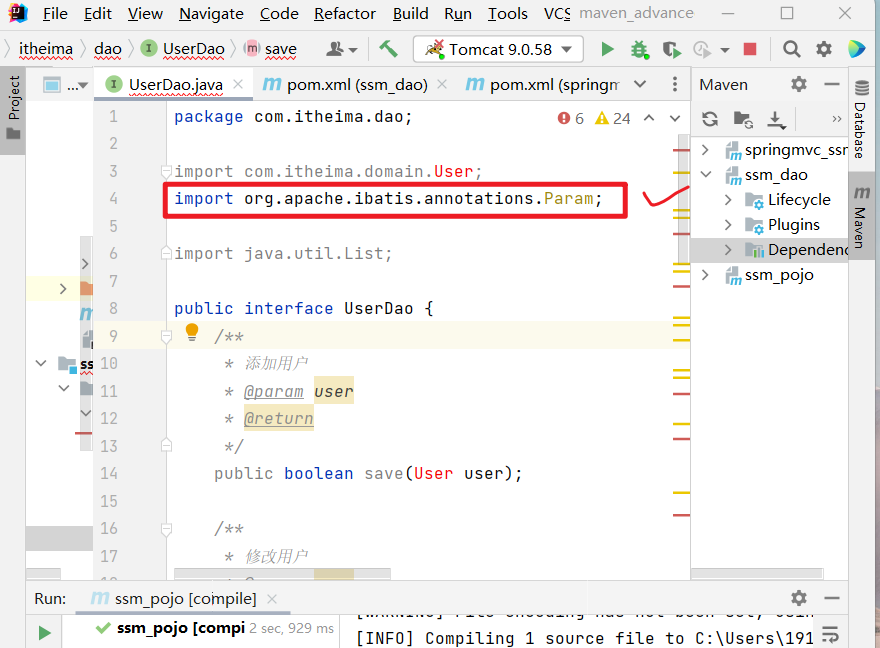 File Edit View Navigate Code Refactor Build Run Tools VCS maven_advance
itheima dao I UserDao m save Tomcat 9.0.58
Project
... I UserDao.java m pom.xml (ssm_dao) m pom.xml (springm
Maven
6 24
1 package com.itheima.dao;
2
3 import com.itheima.domain.User;
4 import org.apache.ibatis.annotations.Param;
5
6 import java.util.List;
7
8 public interface UserDao {
9 /**
10 * 添加用户
11 * @param user
12 * @return
13 */
14 public boolean save(User user);
15
16 /**
17 * 修改用户
springmvc_ssm
ssm_dao
Lifecycle
Plugins
Dependenc
ssm_pojo
Database
m Maven
Run: m ssm_pojo [compile]
ssm_pojo [compi 2 sec, 929 ms
[INFO] Compiling 1 source file to C:\Users\191